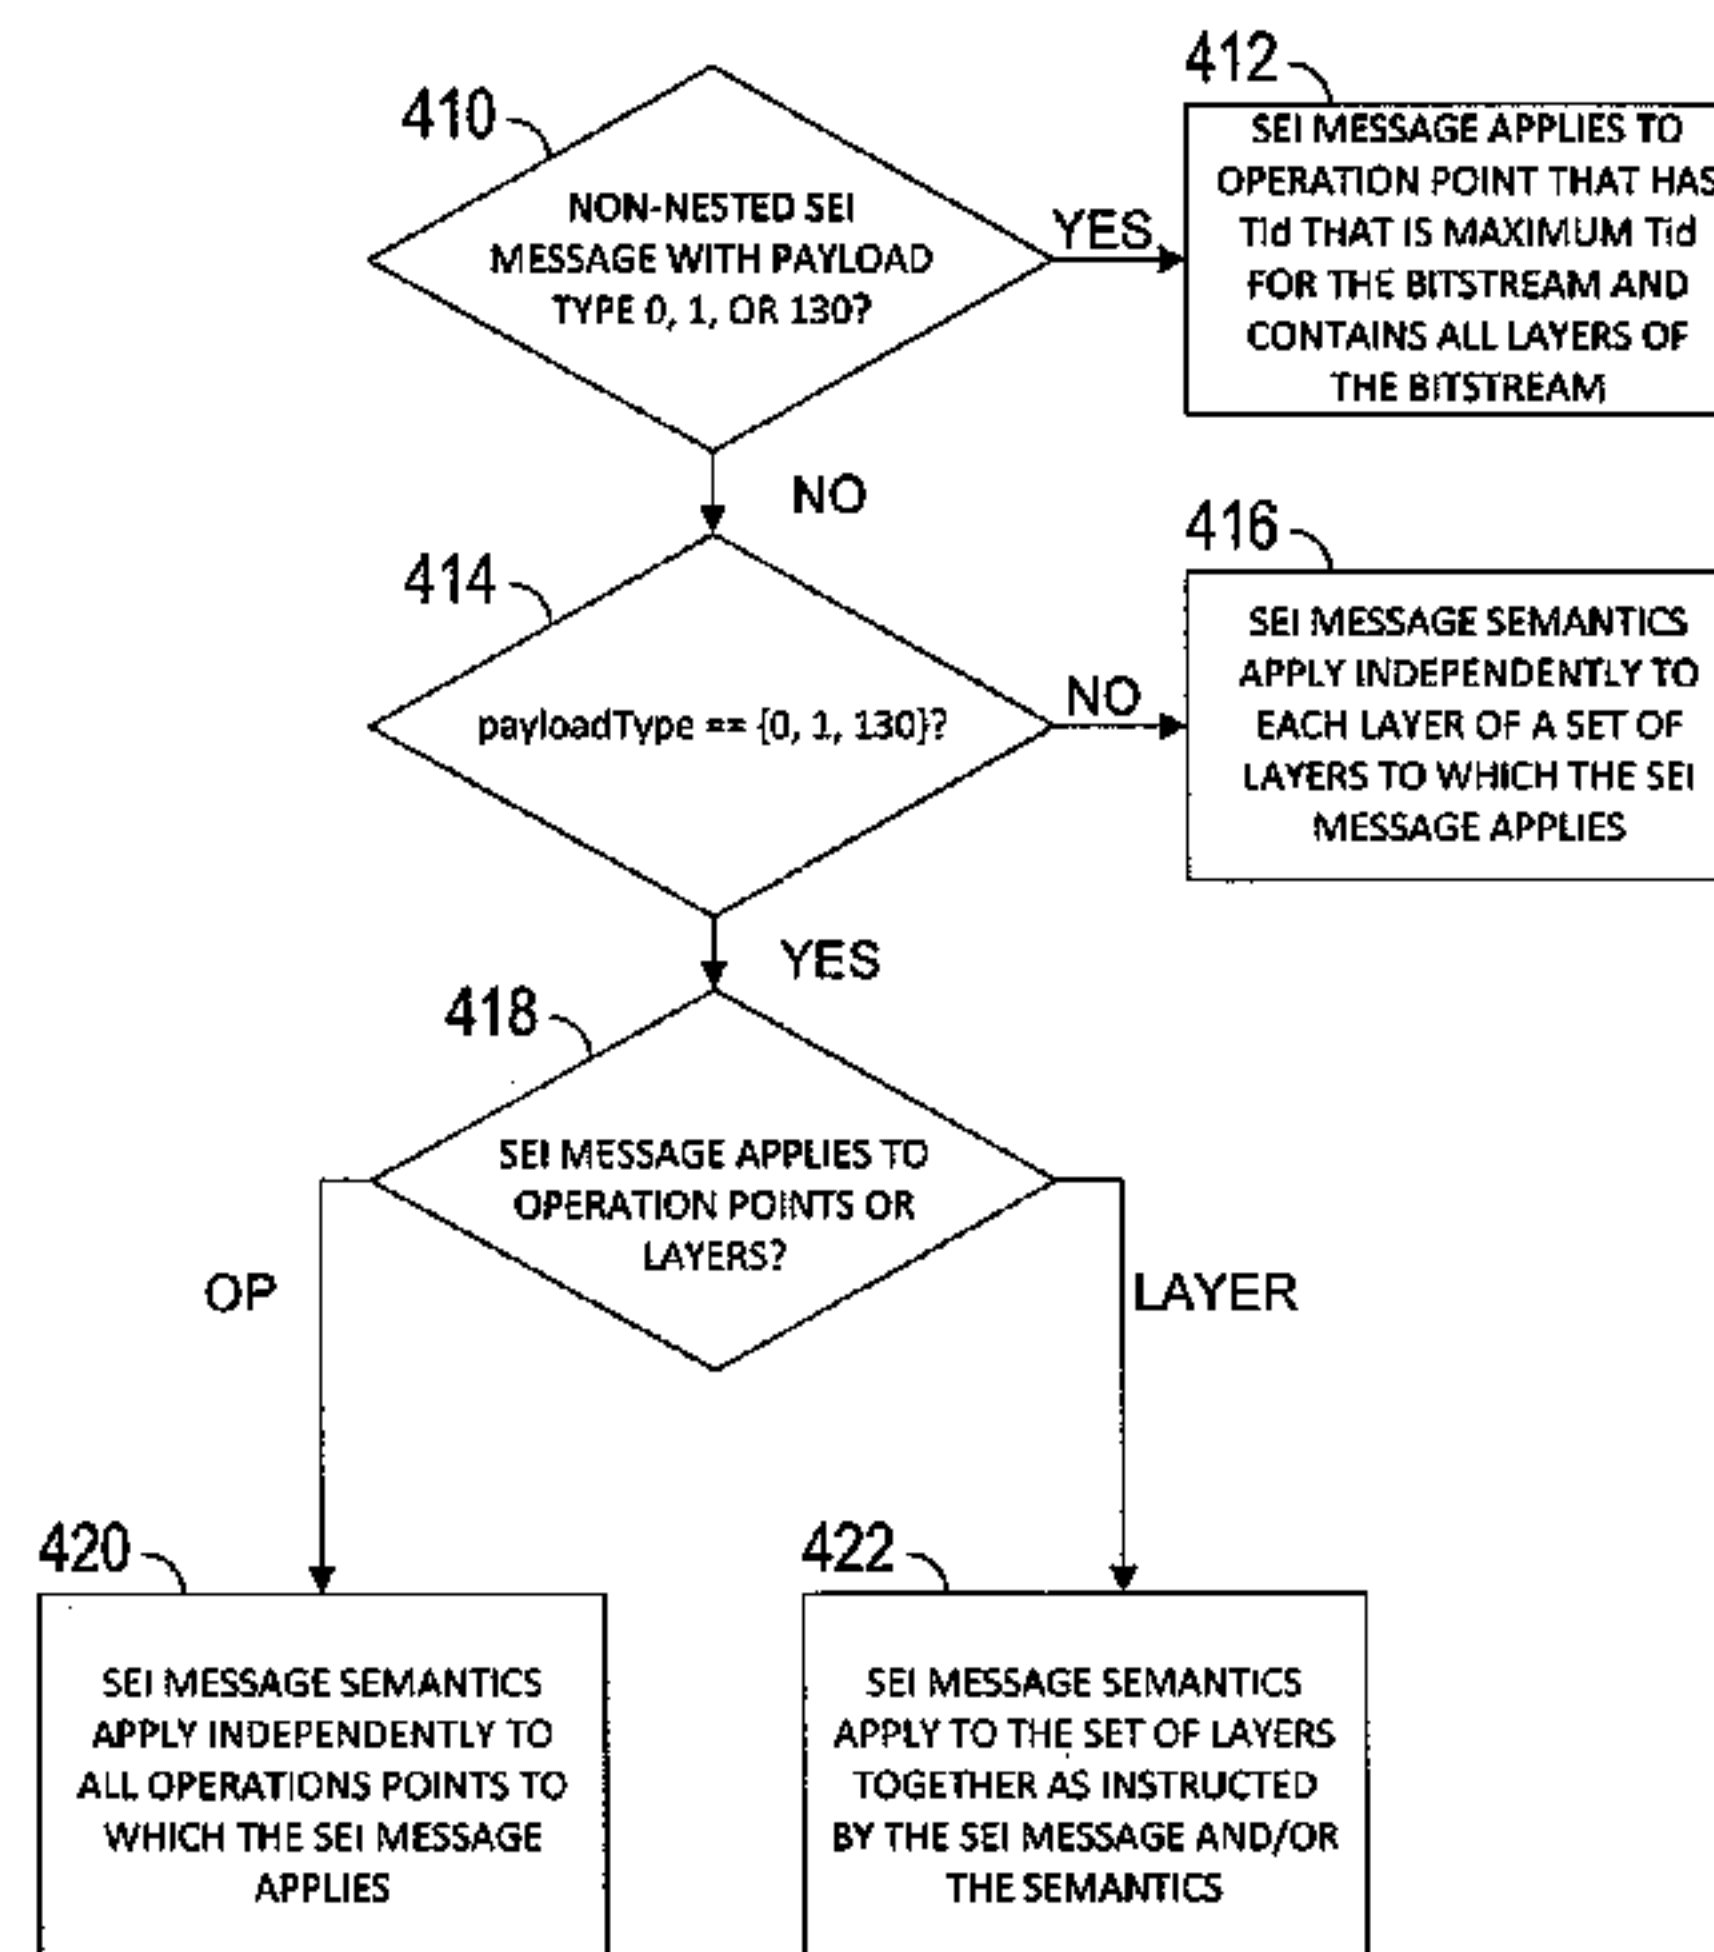 410
NON-NESTED SEI
MESSAGE WITH PAYLOAD
TYPE 0, 1, OR 130?
YES
412
SEI MESSAGE APPLIES TO
OPERATION POINT THAT HAS
TId THAT IS MAXIMUM Tid
FOR THE BITSTREAM AND
CONTAINS ALL LAYERS OF
THE BITSTREAM
NO
414
payloadType == {0, 1, 130}?
NO
416
SEI MESSAGE SEMANTICS
APPLY INDEPENDENTLY TO
EACH LAYER OF A SET OF
LAYERS TO WHICH THE SEI
MESSAGE APPLIES
YES
418
SEI MESSAGE APPLIES TO
OPERATION POINTS OR
LAYERS?
OP
LAYER
420
SEI MESSAGE SEMANTICS
APPLY INDEPENDENTLY TO
ALL OPERATIONS POINTS TO
WHICH THE SEI MESSAGE
APPLIES
422
SEI MESSAGE SEMANTICS
APPLY TO THE SET OF LAYERS
TOGETHER AS INSTRUCTED
BY THE SEI MESSAGE AND/OR
THE SEMANTICS